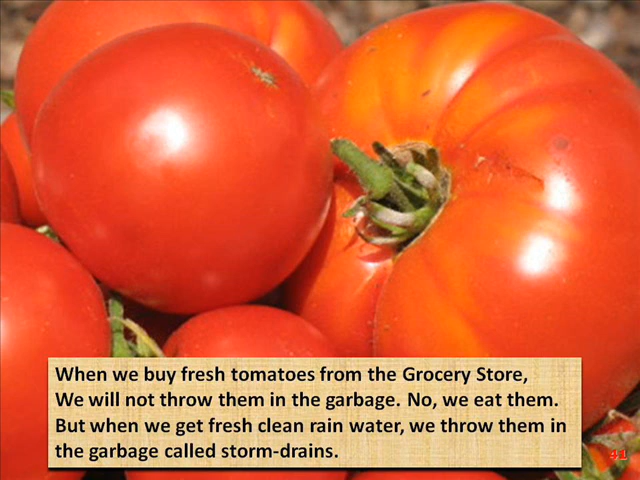 When we buy fresh tomatoes from the Grocery Store,
We will not throw them in the garbage. No, we eat them.
But when we get fresh clean rain water, we throw them in
the garbage called storm-drains.
41